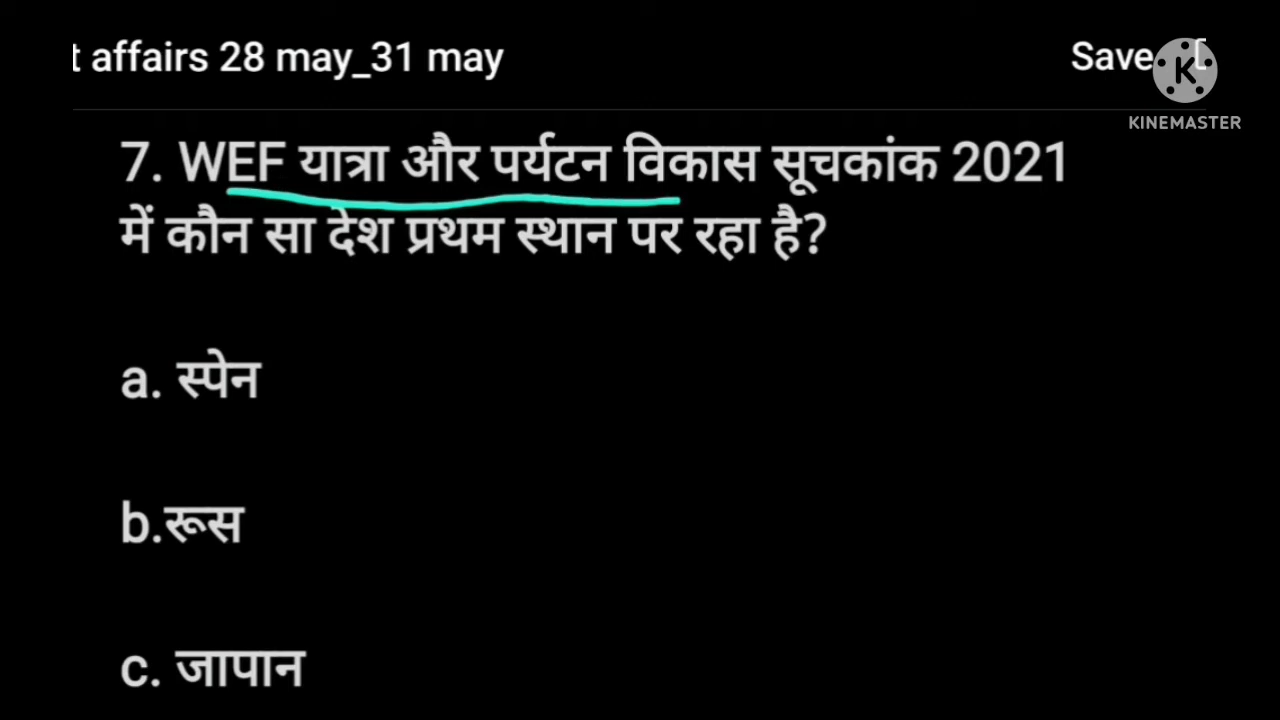 t affairs 28 may_31 may
Save
KINEMASTER
7. WEF यात्रा और पर्यटन विकास सूचकांक 2021
में कौन सा देश प्रथम स्थान पर रहा है?
a. स्पेन
b.रूस
c. जापान